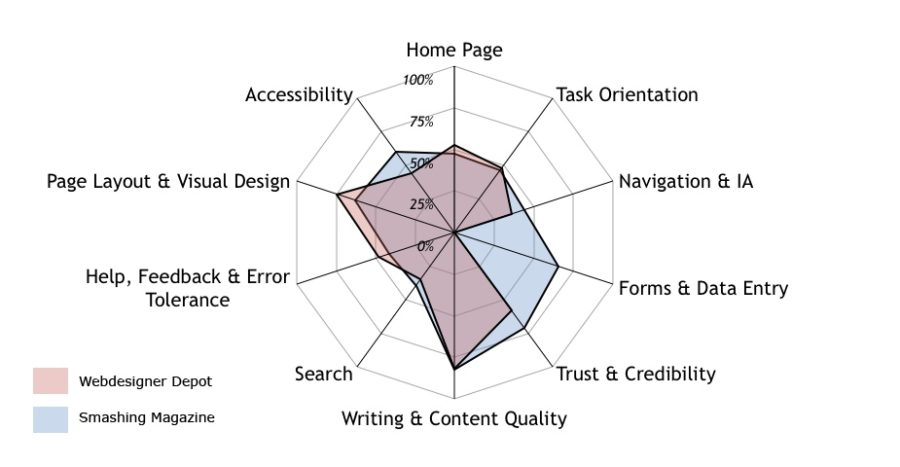 Home Page
100%
Accessibility
Task Orientation
75%
50%
Page Layout & Visual Design
Navigation & IA
25%
0%
Help, Feedback & Error
Tolerance
Forms & Data Entry
Search
Trust & Credibility
Webdesigner Depot
Writing & Content Quality
Smashing Magazine